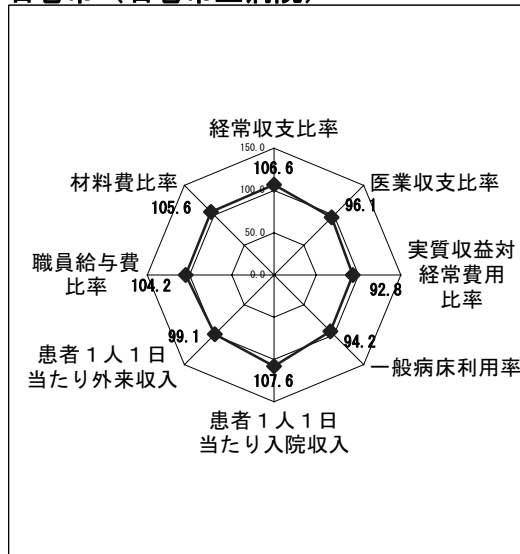 経常収支比率
150.0
106.6
材料費比率
100.0
医業収支比率
105.6
96.1
50.0
職員給与費
比率
104.2
0.0
実質収益対
経常費用
比率
92.8
99.1
94.2
患者１人１日
当たり外来収入
一般病床利用率
107.6
患者１人１日
当たり入院収入